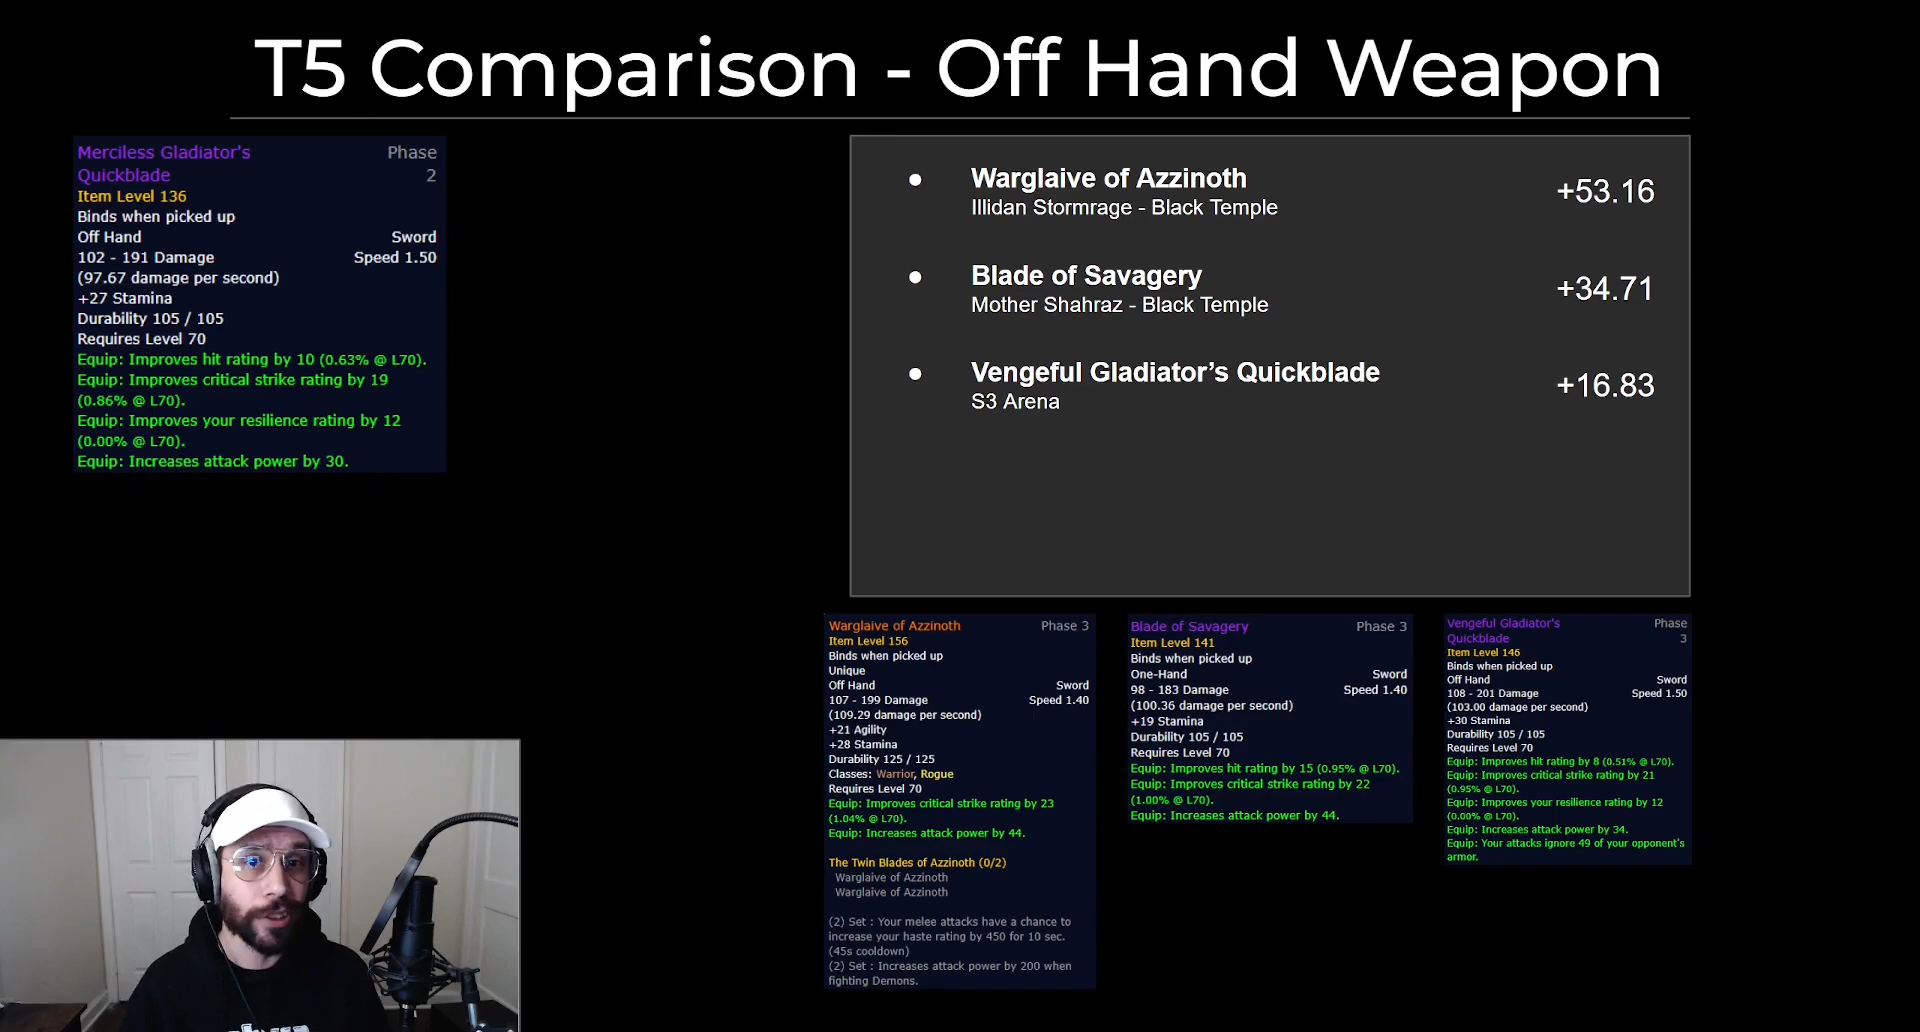 T5 Comparison - Off Hand Weapon
Merciless Gladiator's Phase
Quickblade 2
Item Level 136
Binds when picked up
Off Hand Sword
102 - 191 Damage Speed 1.50
(97.67 damage per second)
+27 Stamina
Durability 105 / 105
Requires Level 70
Equip: Improves hit rating by 10 (0.63% @ L70).
Equip: Improves critical strike rating by 19
(0.86% @ L70).
Equip: Improves your resilience rating by 12
(0.00% @ L70).
Equip: Increases attack power by 30.
● Warglaive of Azzinoth +53.16
Illidan Stormrage - Black Temple
● Blade of Savagery +34.71
Mother Shahraz - Black Temple
● Vengeful Gladiator’s Quickblade +16.83
S3 Arena
Warglaive of Azzinoth Phase 3
Item Level 156
Binds when picked up
Unique
Off Hand Sword
107 - 199 Damage Speed 1.40
(109.29 damage per second)
+21 Agility
+28 Stamina
Durability 125 / 125
Classes: Warrior, Rogue
Requires Level 70
Equip: Improves critical strike rating by 23
(1.04% @ L70).
Equip: Increases attack power by 44.
The Twin Blades of Azzinoth (0/2)
Warglaive of Azzinoth
Warglaive of Azzinoth
(2) Set : Your melee attacks have a chance to
increase your haste rating by 450 for 10 sec.
(45s cooldown)
(2) Set : Increases attack power by 200 when
fighting Demons.
Blade of Savagery Phase 3
Item Level 141
Binds when picked up
One-Hand Sword
98 - 183 Damage Speed 1.40
(100.36 damage per second)
+19 Stamina
Durability 105 / 105
Requires Level 70
Equip: Improves hit rating by 15 (0.95% @ L70).
Equip: Improves critical strike rating by 22
(1.00% @ L70).
Equip: Increases attack power by 44.
Vengeful Gladiator's Phase
Quickblade 3
Item Level 146
Binds when picked up
Off Hand Sword
108 - 201 Damage Speed 1.50
(103.00 damage per second)
+30 Stamina
Durability 105 / 105
Requires Level 70
Equip: Improves hit rating by 8 (0.51% @ L70).
Equip: Improves critical strike rating by 21
(0.95% @ L70).
Equip: Improves your resilience rating by 12
(0.00% @ L70).
Equip: Increases attack power by 34.
Equip: Your attacks ignore 49 of your opponent's
armor.